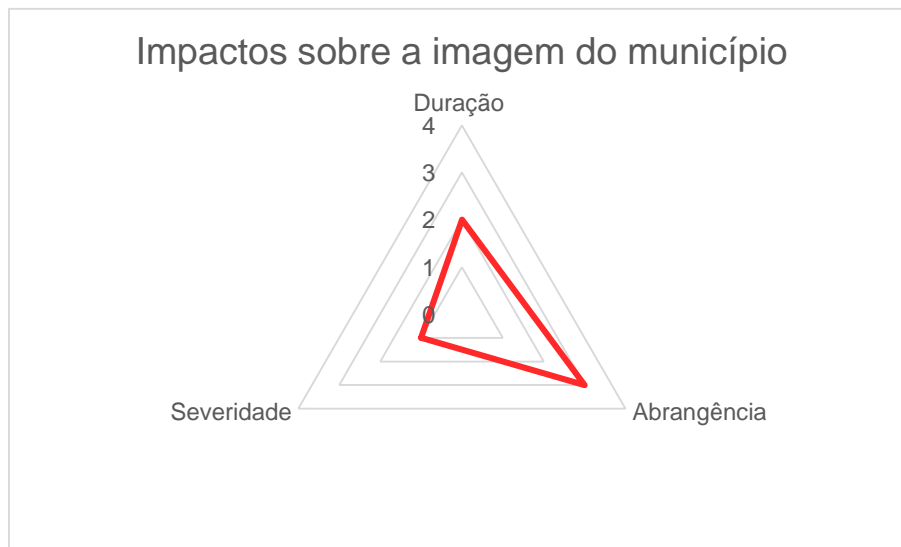 Impactos sobre a imagem do município
Duração
4
3
2
1
0
Severidade
Abrangência